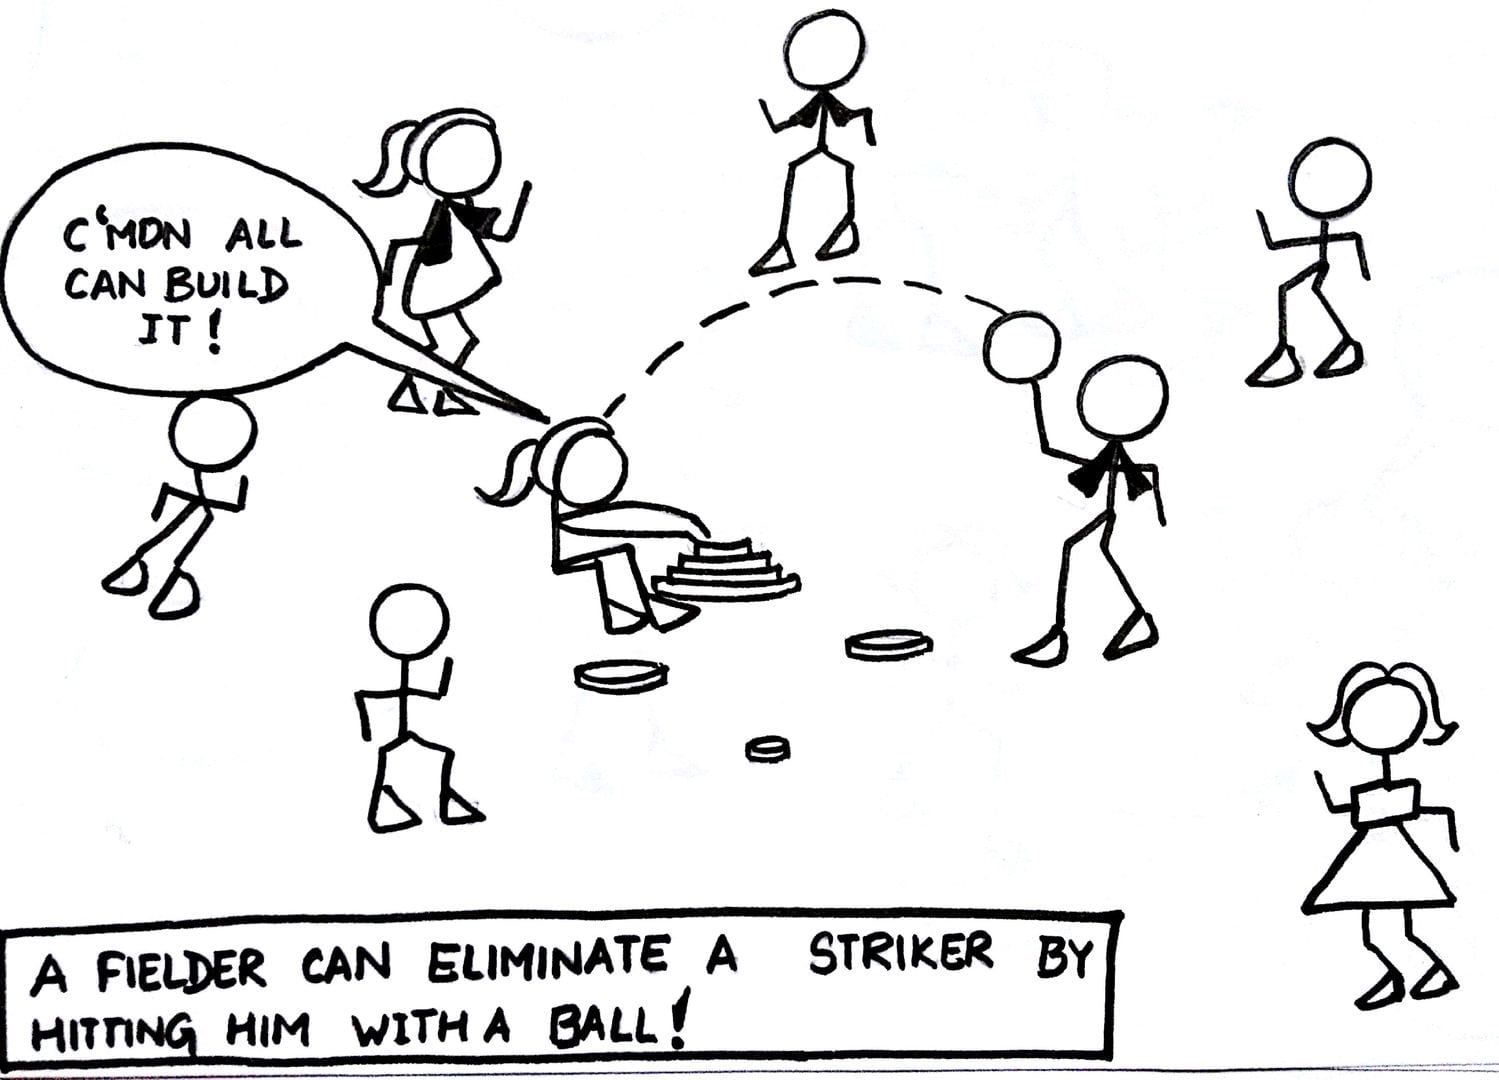 C'MON ALL
CAN BUILD
IT!
A FIELDER CAN ELIMINATE A STRIKER BY
HITTING HIM WITH A BALL!